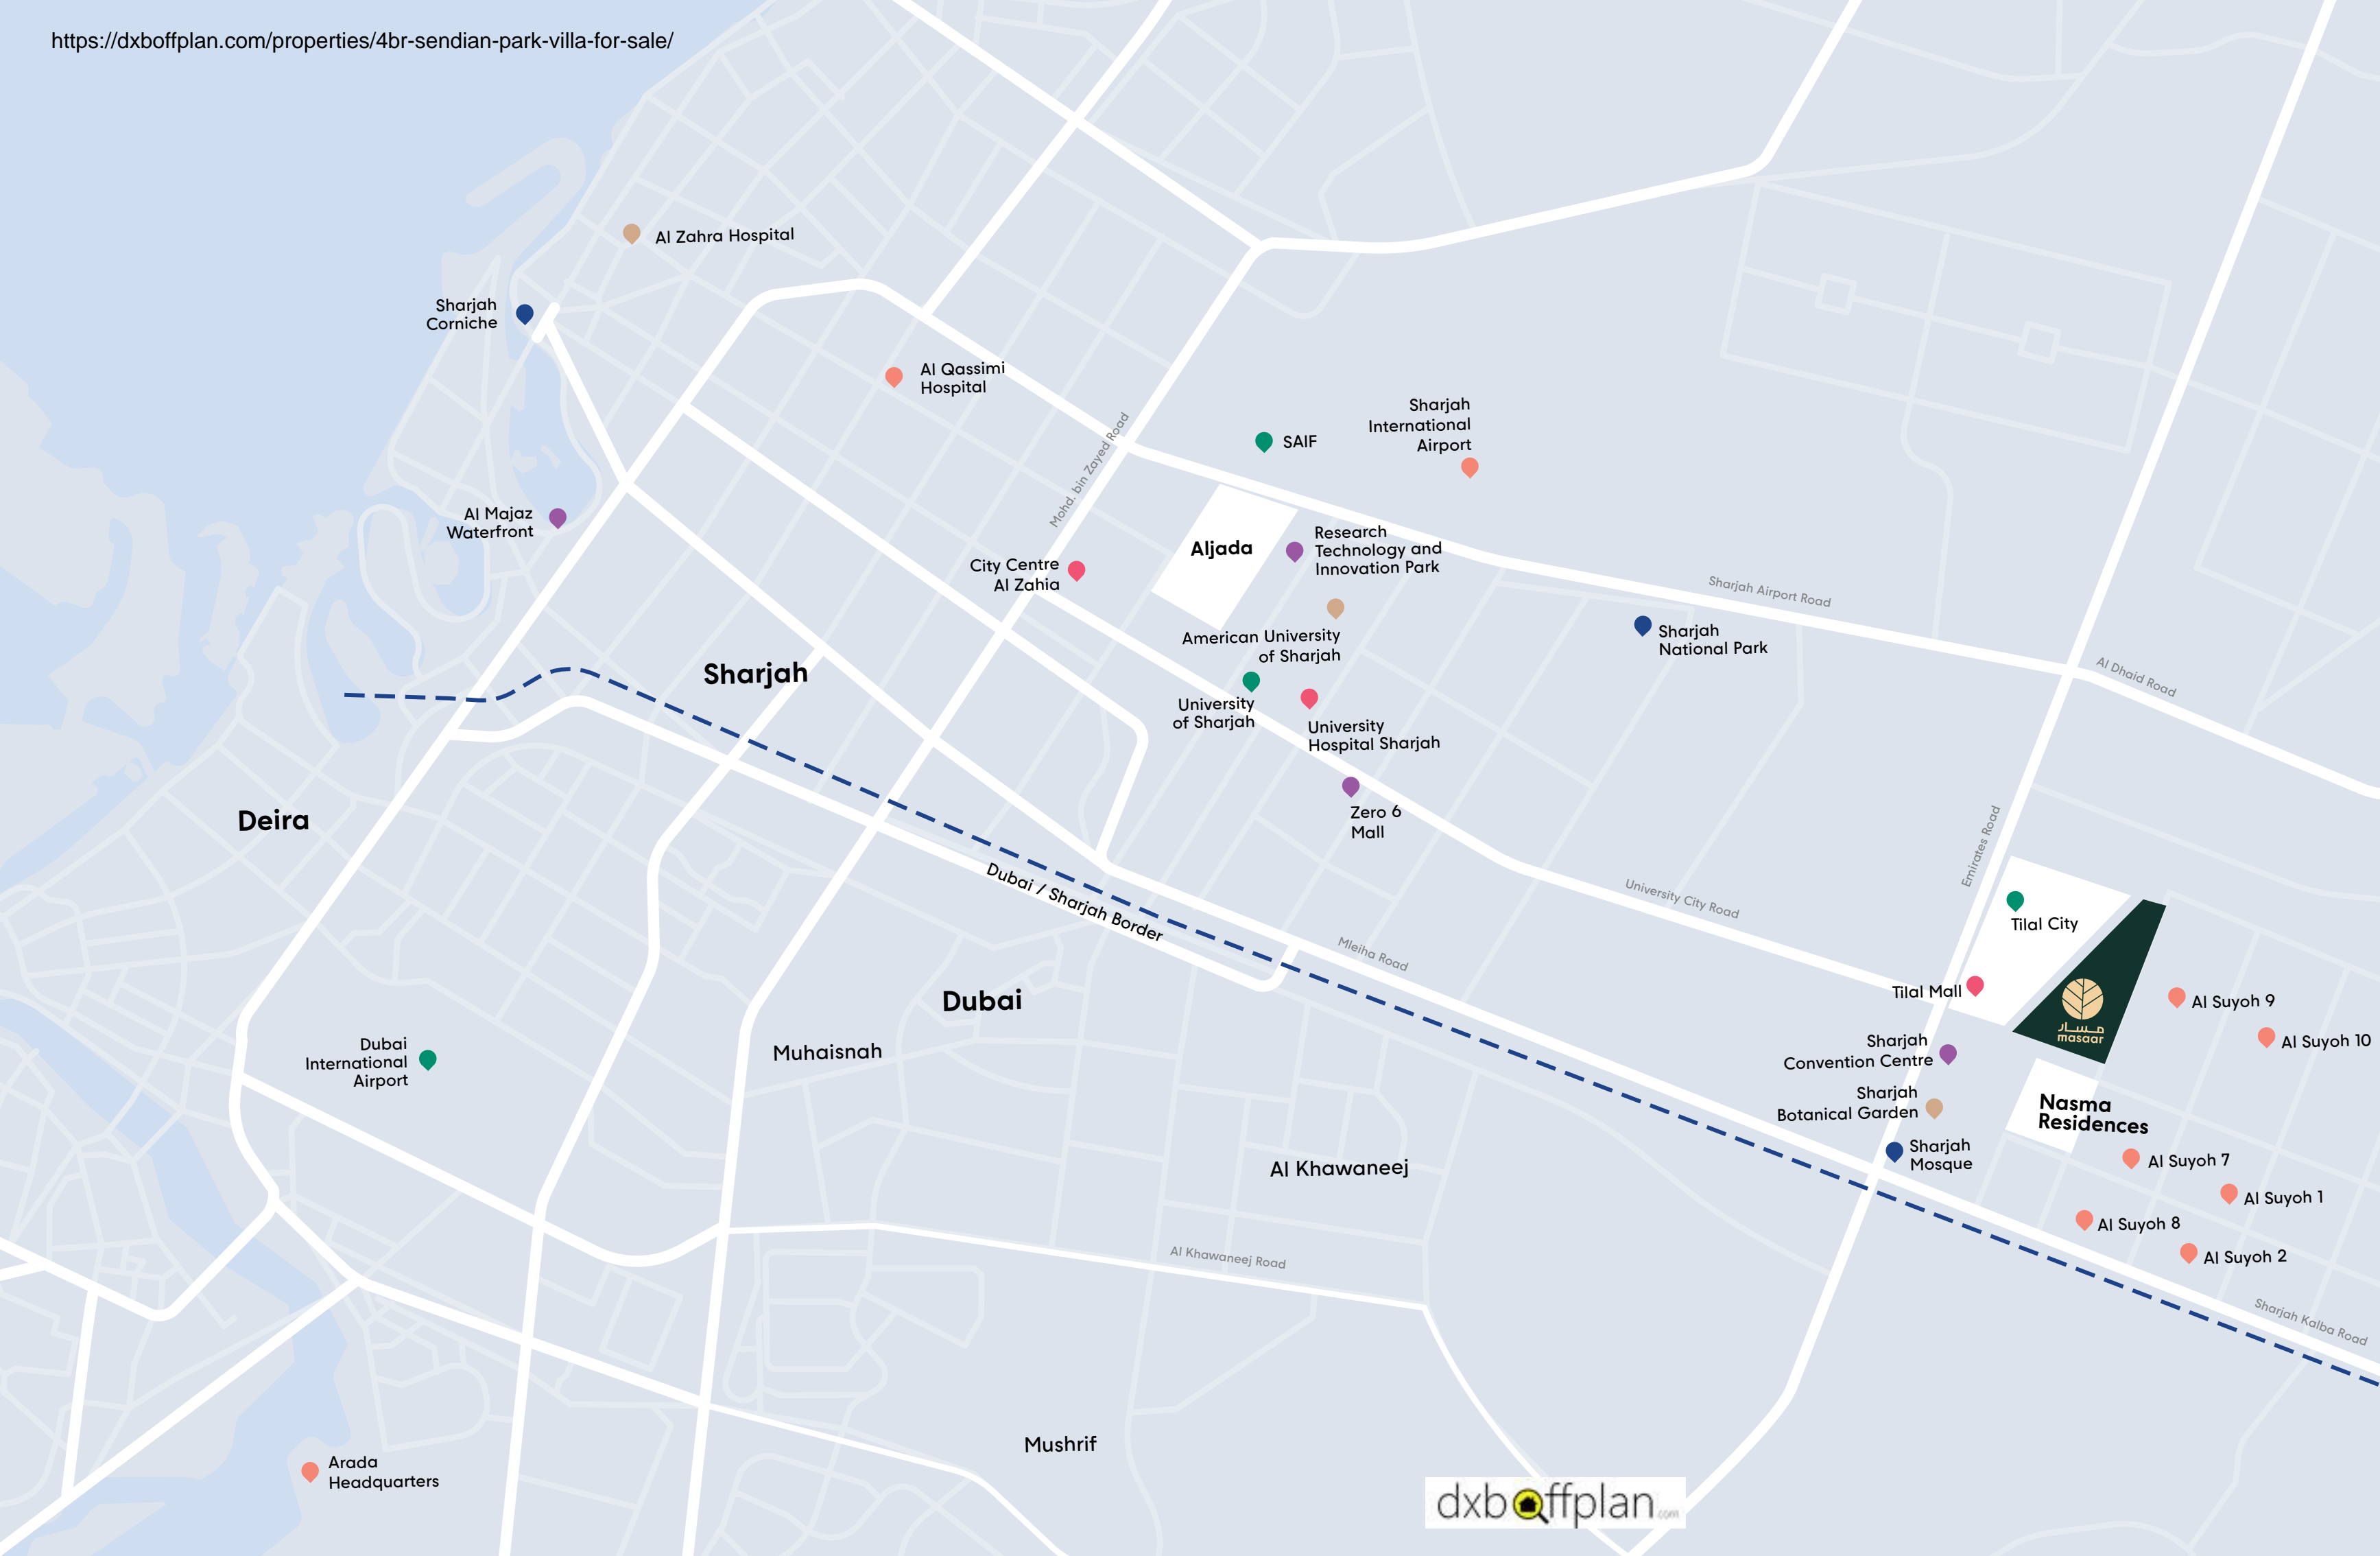 https://dxboffplan.com/properties/4br-sendian-park-villa-for-sale/
Al Zahra Hospital
Sharjah
Corniche
Al Qassimi
Hospital
Mohd. bin Zayed Road
SAIF
Sharjah
International
Airport
Al Majaz
Waterfront
Aljada
Research
Technology and
Innovation Park
City Centre
Al Zahia
Sharjah Airport Road
American University
of Sharjah
Sharjah
National Park
Sharjah
University
of Sharjah
University
Hospital Sharjah
Al Dhaid Road
Zero 6
Mall
Deira
Emirates Road
Dubai / Sharjah Border
University City Road
Mleiha Road
Tilal City
Tilal Mall
مسار
masaar
Al Suyoh 9
Al Suyoh 10
Dubai
Muhaisnah
Dubai
International
Airport
Sharjah
Convention Centre
Sharjah
Botanical Garden
Nasma
Residences
Sharjah
Mosque
Al Khawaneej
Al Suyoh 7
Al Suyoh 1
Al Suyoh 8
Al Suyoh 2
Al Khawaneej Road
Sharjah Kalba Road
Mushrif
Arada
Headquarters
dxboffplan.com